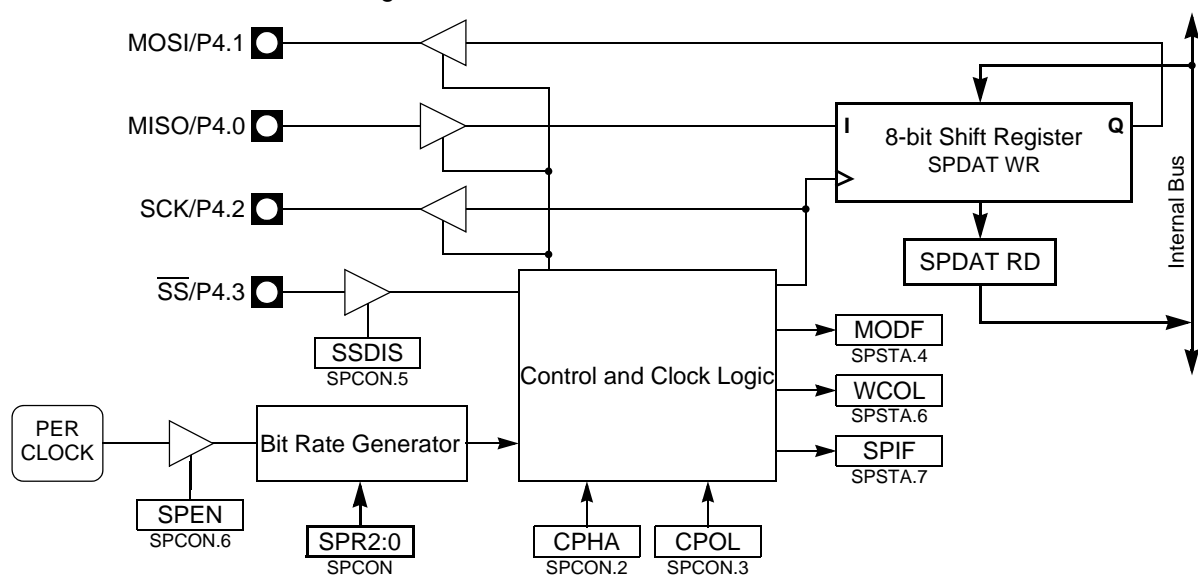 MOSI/P4.1
MISO/P4.0
I
8-bit Shift Register
Q
SPDAT WR
SCK/P4.2
Internal Bus
SPDAT RD
SS/P4.3
MODF
SPSTA.4
SSDIS
SPCON.5
Control and Clock Logic
WCOL
SPSTA.6
PER
CLOCK
Bit Rate Generator
SPIF
SPSTA.7
SPEN
SPCON.6
SPR2:0
SPCON
CPHA
SPCON.2
CPOL
SPCON.3